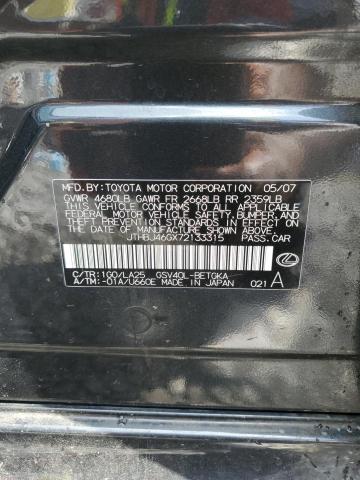 MFD. BY:TOYOTA MOTOR CORPORATION 05/07
GVWR 4680LB GAWR FR 2668LB RR 2359LB
THIS VEHICLE CONFORMS TO ALL APPLICABLE
FEDERAL MOTOR VEHICLE SAFETY, BUMPER, AND
THEFT PREVENTION STANDARDS IN EFFECT ON
THE DATE OF MANUFACTURE SHOWN ABOVE.
JTHBJ46GX72133315 PASS.CAR
C/TR:1G0/LA25 GSV40L-BETGKA
A/TM:-01A/U660E MADE IN JAPAN 021 A